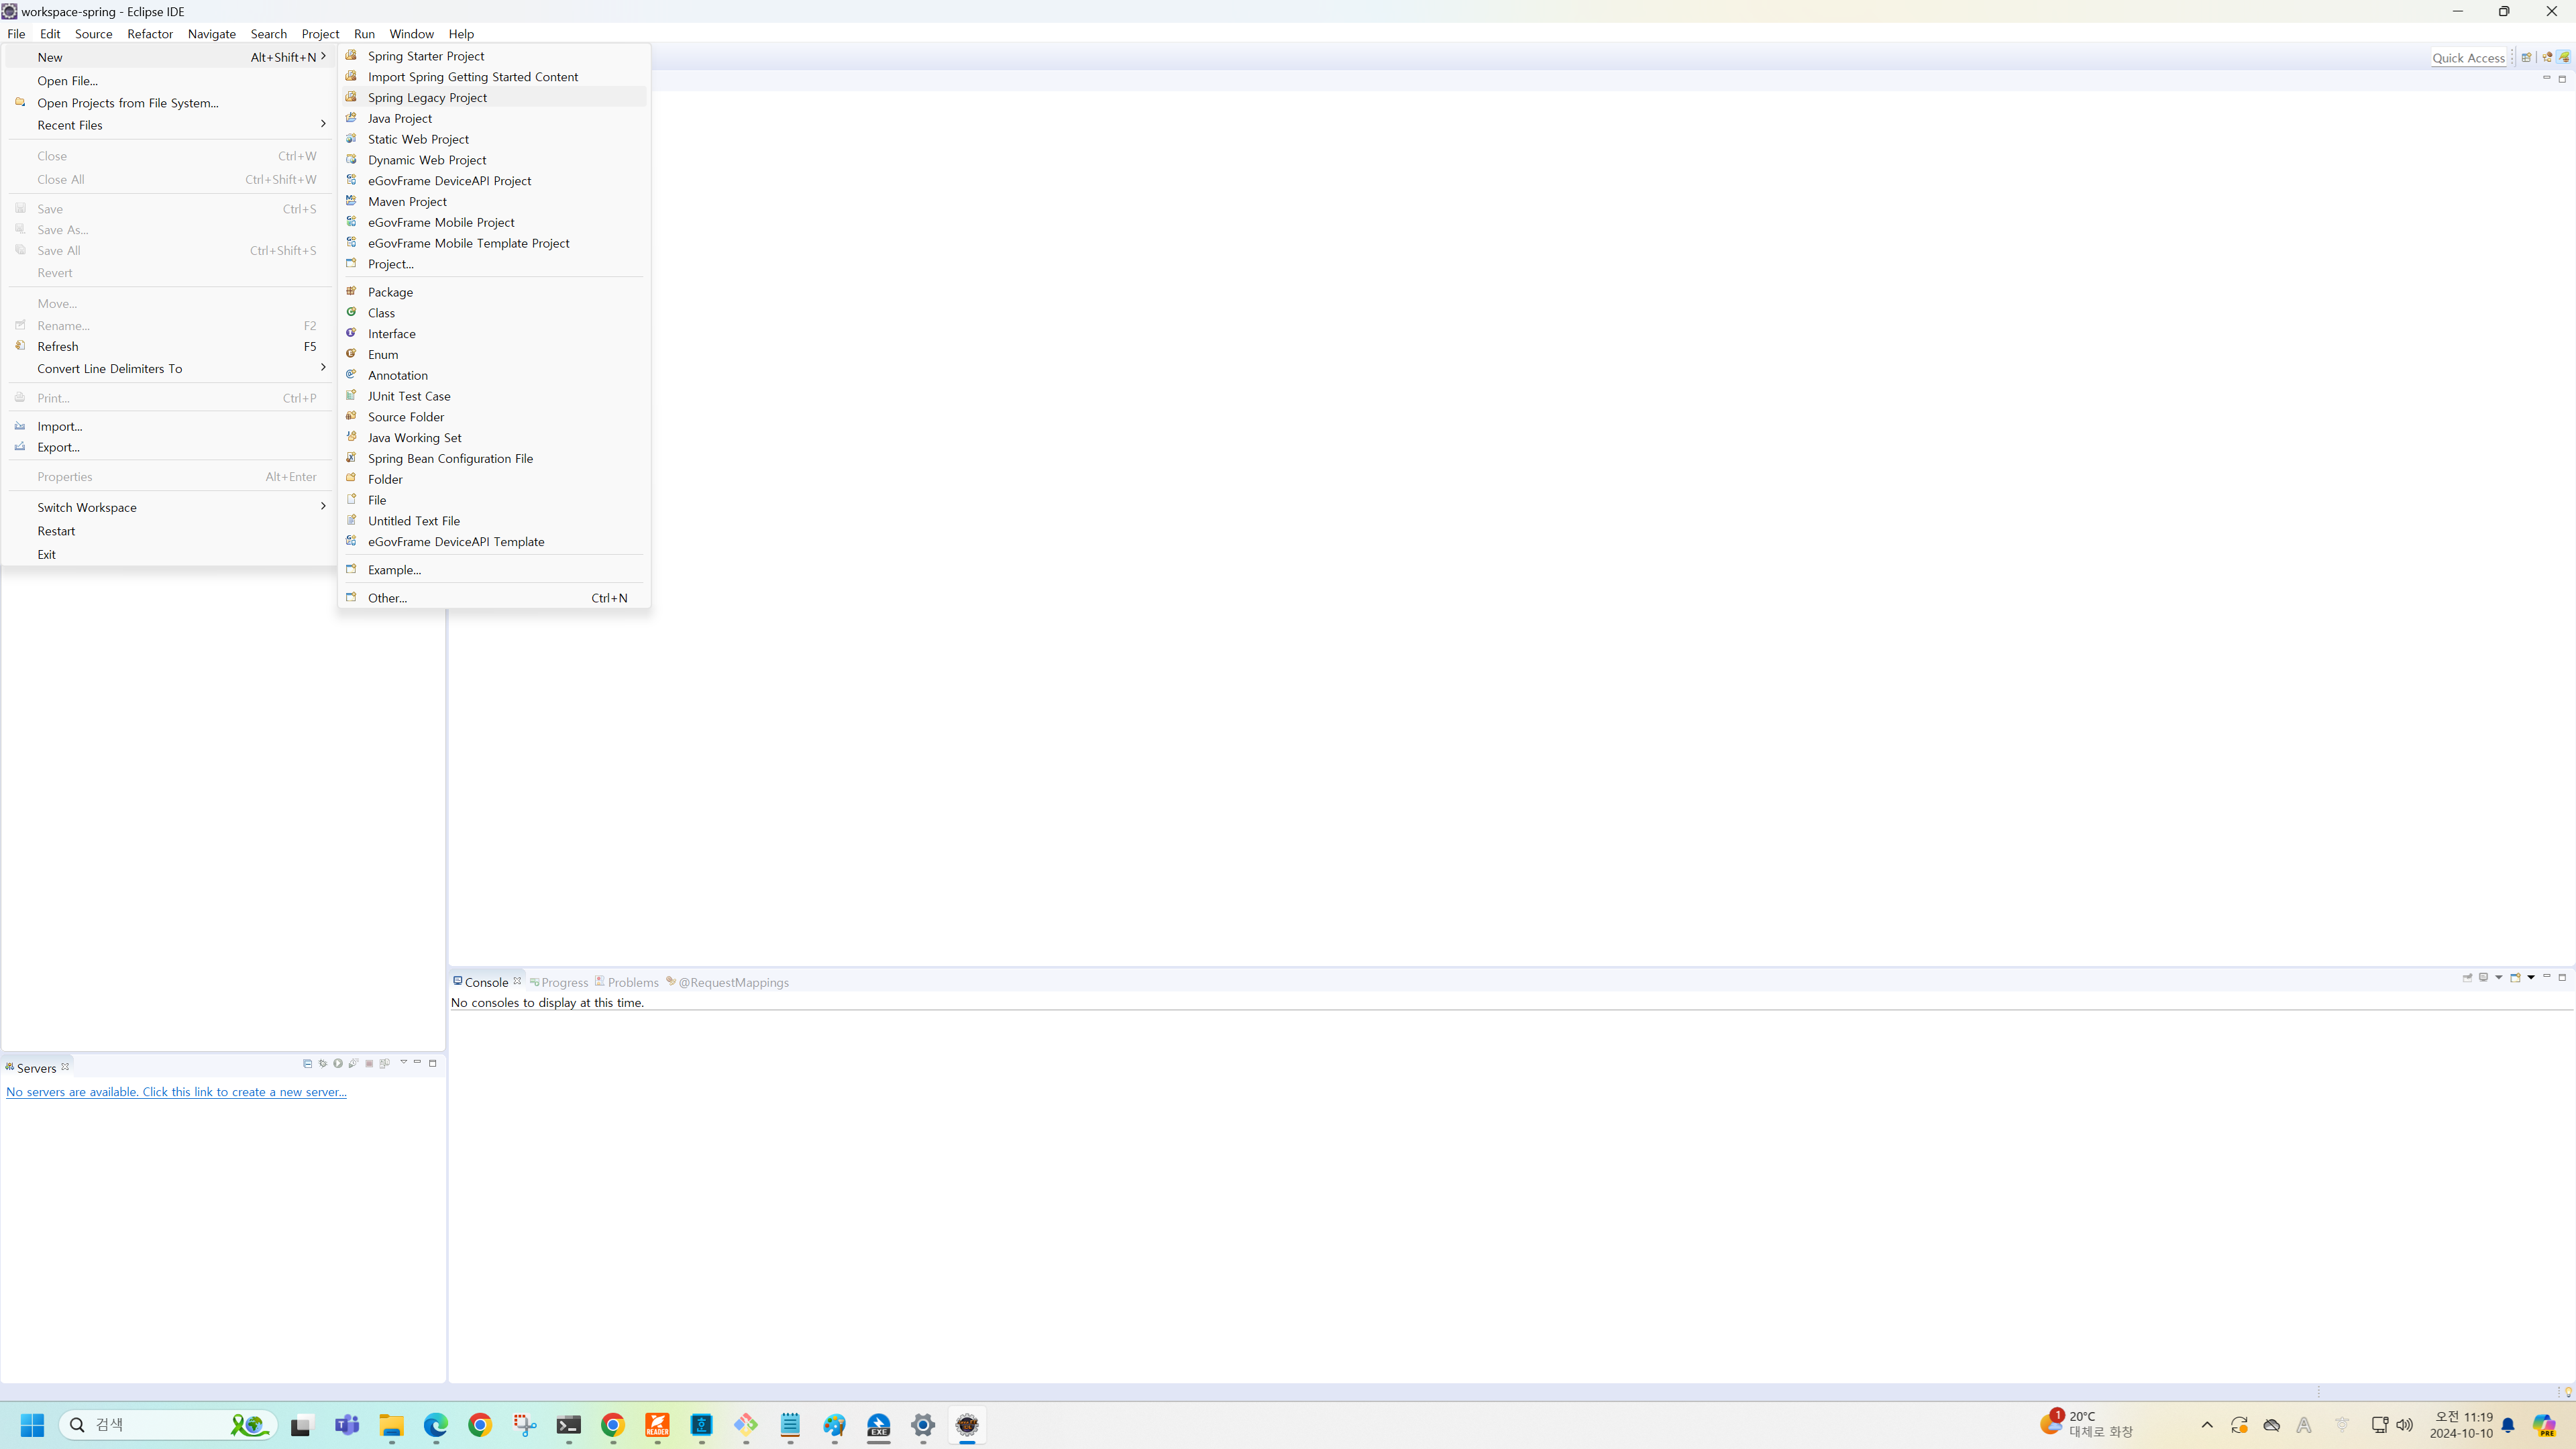 workspace-spring - Eclipse IDE
File Edit Source Refactor Navigate Search Project Run Window Help
Quick Access
New Alt+Shift+N
Open File...
Open Projects from File System...
Recent Files
Close Ctrl+W
Close All Ctrl+Shift+W
Save Ctrl+S
Save As...
Save All Ctrl+Shift+S
Revert
Move...
Rename... F2
Refresh F5
Convert Line Delimiters To
Print... Ctrl+P
Import...
Export...
Properties Alt+Enter
Switch Workspace
Restart
Exit
Spring Starter Project
Import Spring Getting Started Content
Spring Legacy Project
Java Project
Static Web Project
Dynamic Web Project
eGovFrame DeviceAPI Project
Maven Project
eGovFrame Mobile Project
eGovFrame Mobile Template Project
Project...
Package
Class
Interface
Enum
Annotation
JUnit Test Case
Source Folder
Java Working Set
Spring Bean Configuration File
Folder
File
Untitled Text File
eGovFrame DeviceAPI Template
Example...
Other... Ctrl+N
Console Progress Problems @RequestMappings
No consoles to display at this time.
Servers
No servers are available. Click this link to create a new server...
검색
READER
EXE
1
20°C
대체로 화창
오전 11:19
2024-10-10
PRE